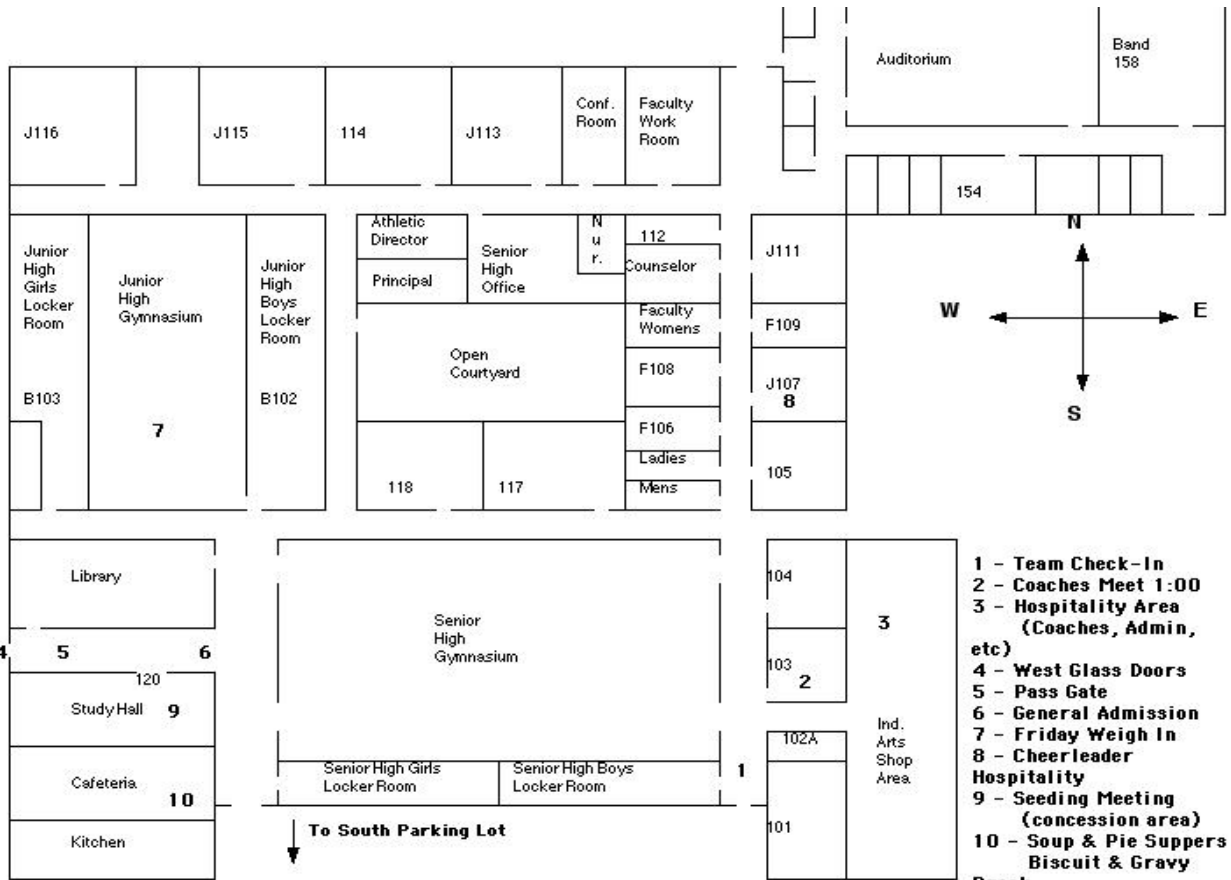 Auditorium
Band
158
J116
J115
114
J113
Conf.
Room
Faculty
Work
Room
154
Junior
High
Girls
Locker
Room
B103
Junior
High
Gymnasium
7
Junior
High
Boys
Locker
Room
B102
Athletic
Director
Principal
Senior
High
Office
N
u
r.
112
Counselor
Faculty
Womens
F108
F106
Ladies
Mens
Open
Courtyard
118
117
J111
F109
J107
8
105
N
W
E
S
Library
4
5
6
120
Study Hall
9
Cafeteria
10
Kitchen
Senior
High
Gymnasium
Senior High Girls
Locker Room
Senior High Boys
Locker Room
1
To South Parking Lot
104
103
2
102A
101
3
Ind.
Arts
Shop
Area
1 - Team Check-In
2 - Coaches Meet 1:00
3 - Hospitality Area
(Coaches, Admin,
etc)
4 - West Glass Doors
5 - Pass Gate
6 - General Admission
7 - Friday Weigh In
8 - Cheerleader
Hospitality
9 - Seeding Meeting
(concession area)
10 - Soup & Pie Suppers
Biscuit & Gravy